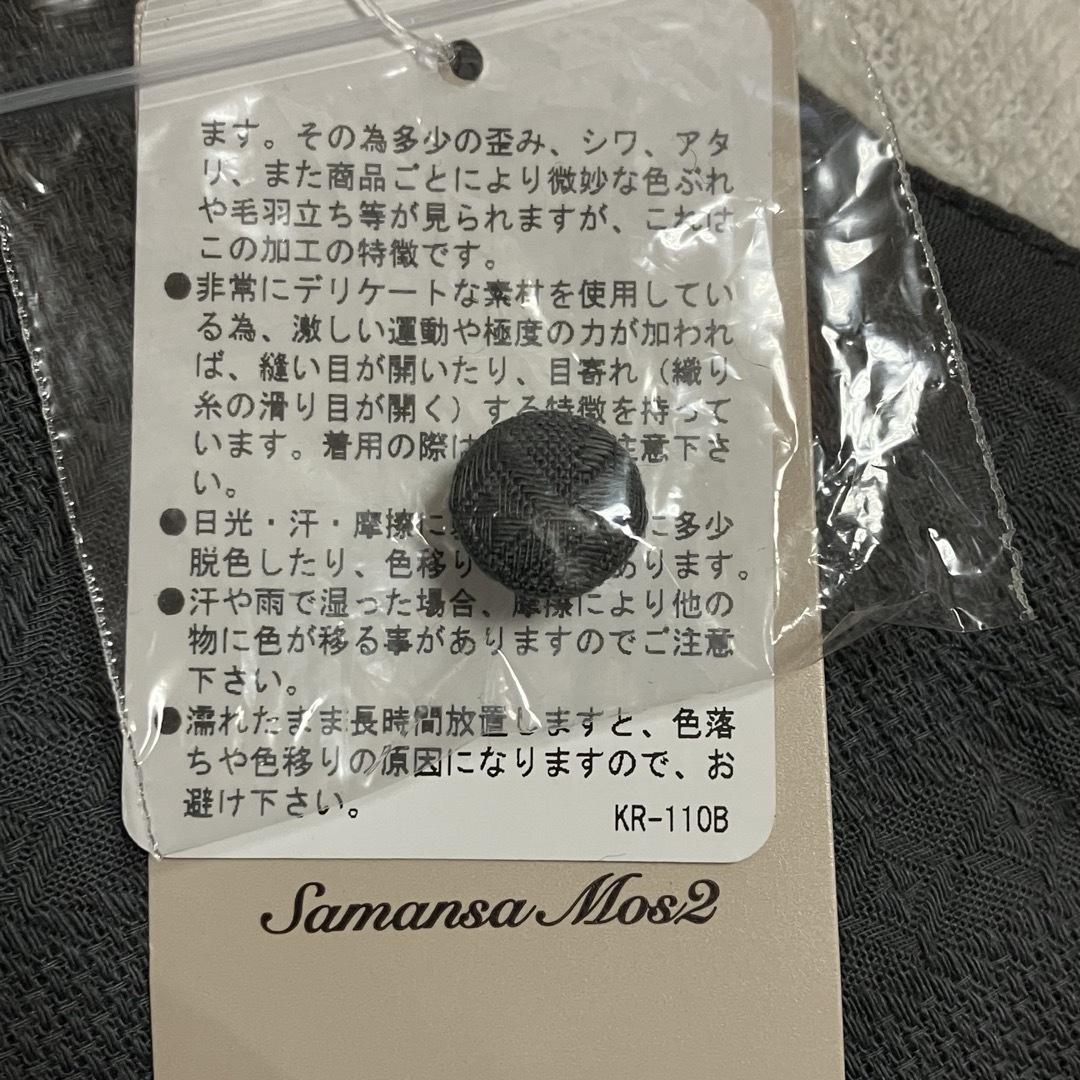 ます。その為多少の歪み、シワ、アタ
リ、また商品ごとにより微妙な色ぶれ
や毛羽立ち等が見られますが、これは
この加工の特徴です。
●非常にデリケートな素材を使用してい
る為、激しい運動や極度の力が加われ
ば、縫い目が開いたり、目寄れ（織り
糸の滑り目が開く）する特徴を持って
います。着用の際は 注意下さ
い。
●日光・汗・摩擦に に多少
脱色したり、色移り あります。
●汗や雨で湿った場合、摩擦により他の
物に色が移る事がありますのでご注意
下さい。
●濡れたまま長時間放置しますと、色落
ちや色移りの原因になりますので、お
避け下さい。
KR-110B
Samansa Mos2